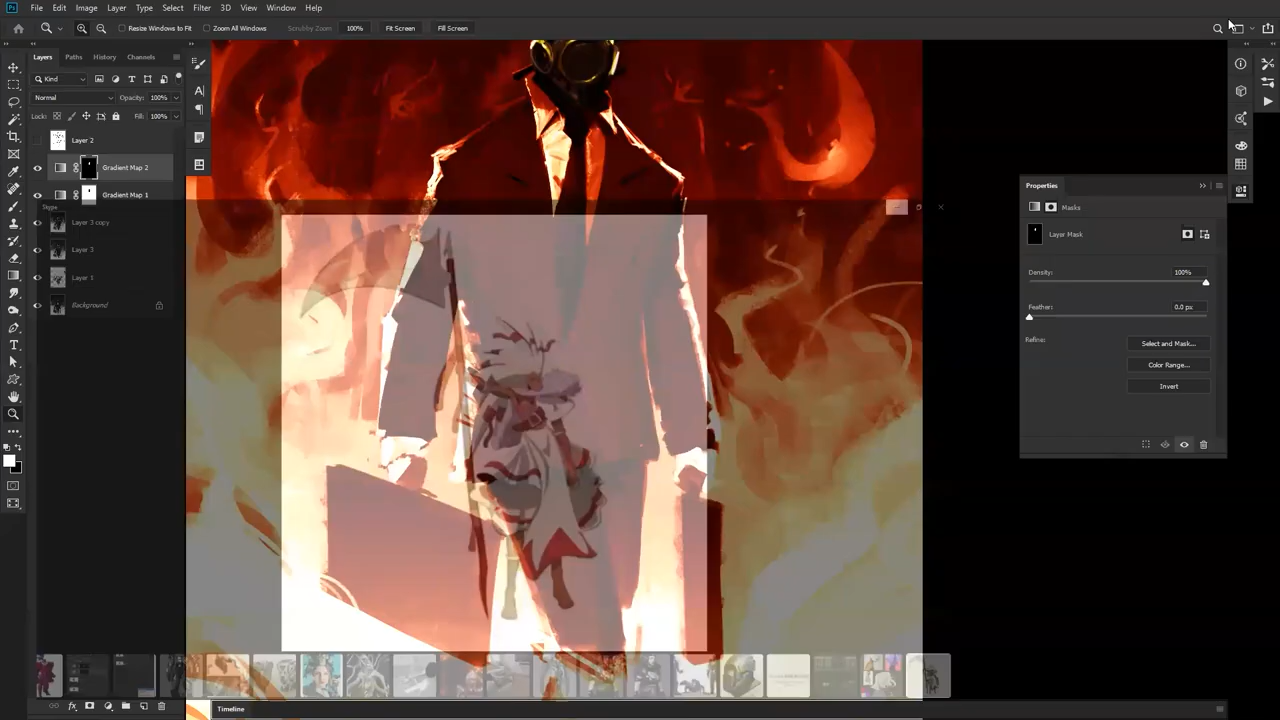 Ps File Edit Image Layer Type Select Filter 3D View Window Help
Resize Windows to Fit Zoom All Windows Scrubby Zoom 100% Fit Screen Fill Screen
Layers Paths History Channels
Kind
Normal Opacity: 100%
Locks: Fill: 100%
Layer 2
Gradient Map 2
Gradient Map 1
Skype
Layer 3 copy
Layer 3
Layer 1
Background
Properties
Masks
Layer Mask
Density: 100%
Feather: 0.0 px
Refine: Select and Mask...
Color Range...
Invert
Timeline